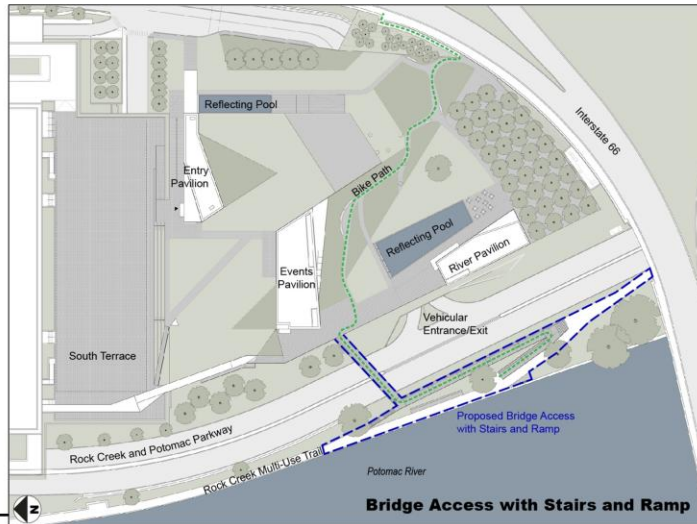 Interstate 66
Reflecting Pool
Entry
Pavilion
Bike Path
Reflecting Pool
River Pavilion
Events
Pavilion
Vehicular
Entrance/Exit
South Terrace
Proposed Bridge Access
with Stairs and Ramp
Rock Creek and Potomac Parkway
Rock Creek Multi-Use Trail
Potomac River
N
Bridge Access with Stairs and Ramp